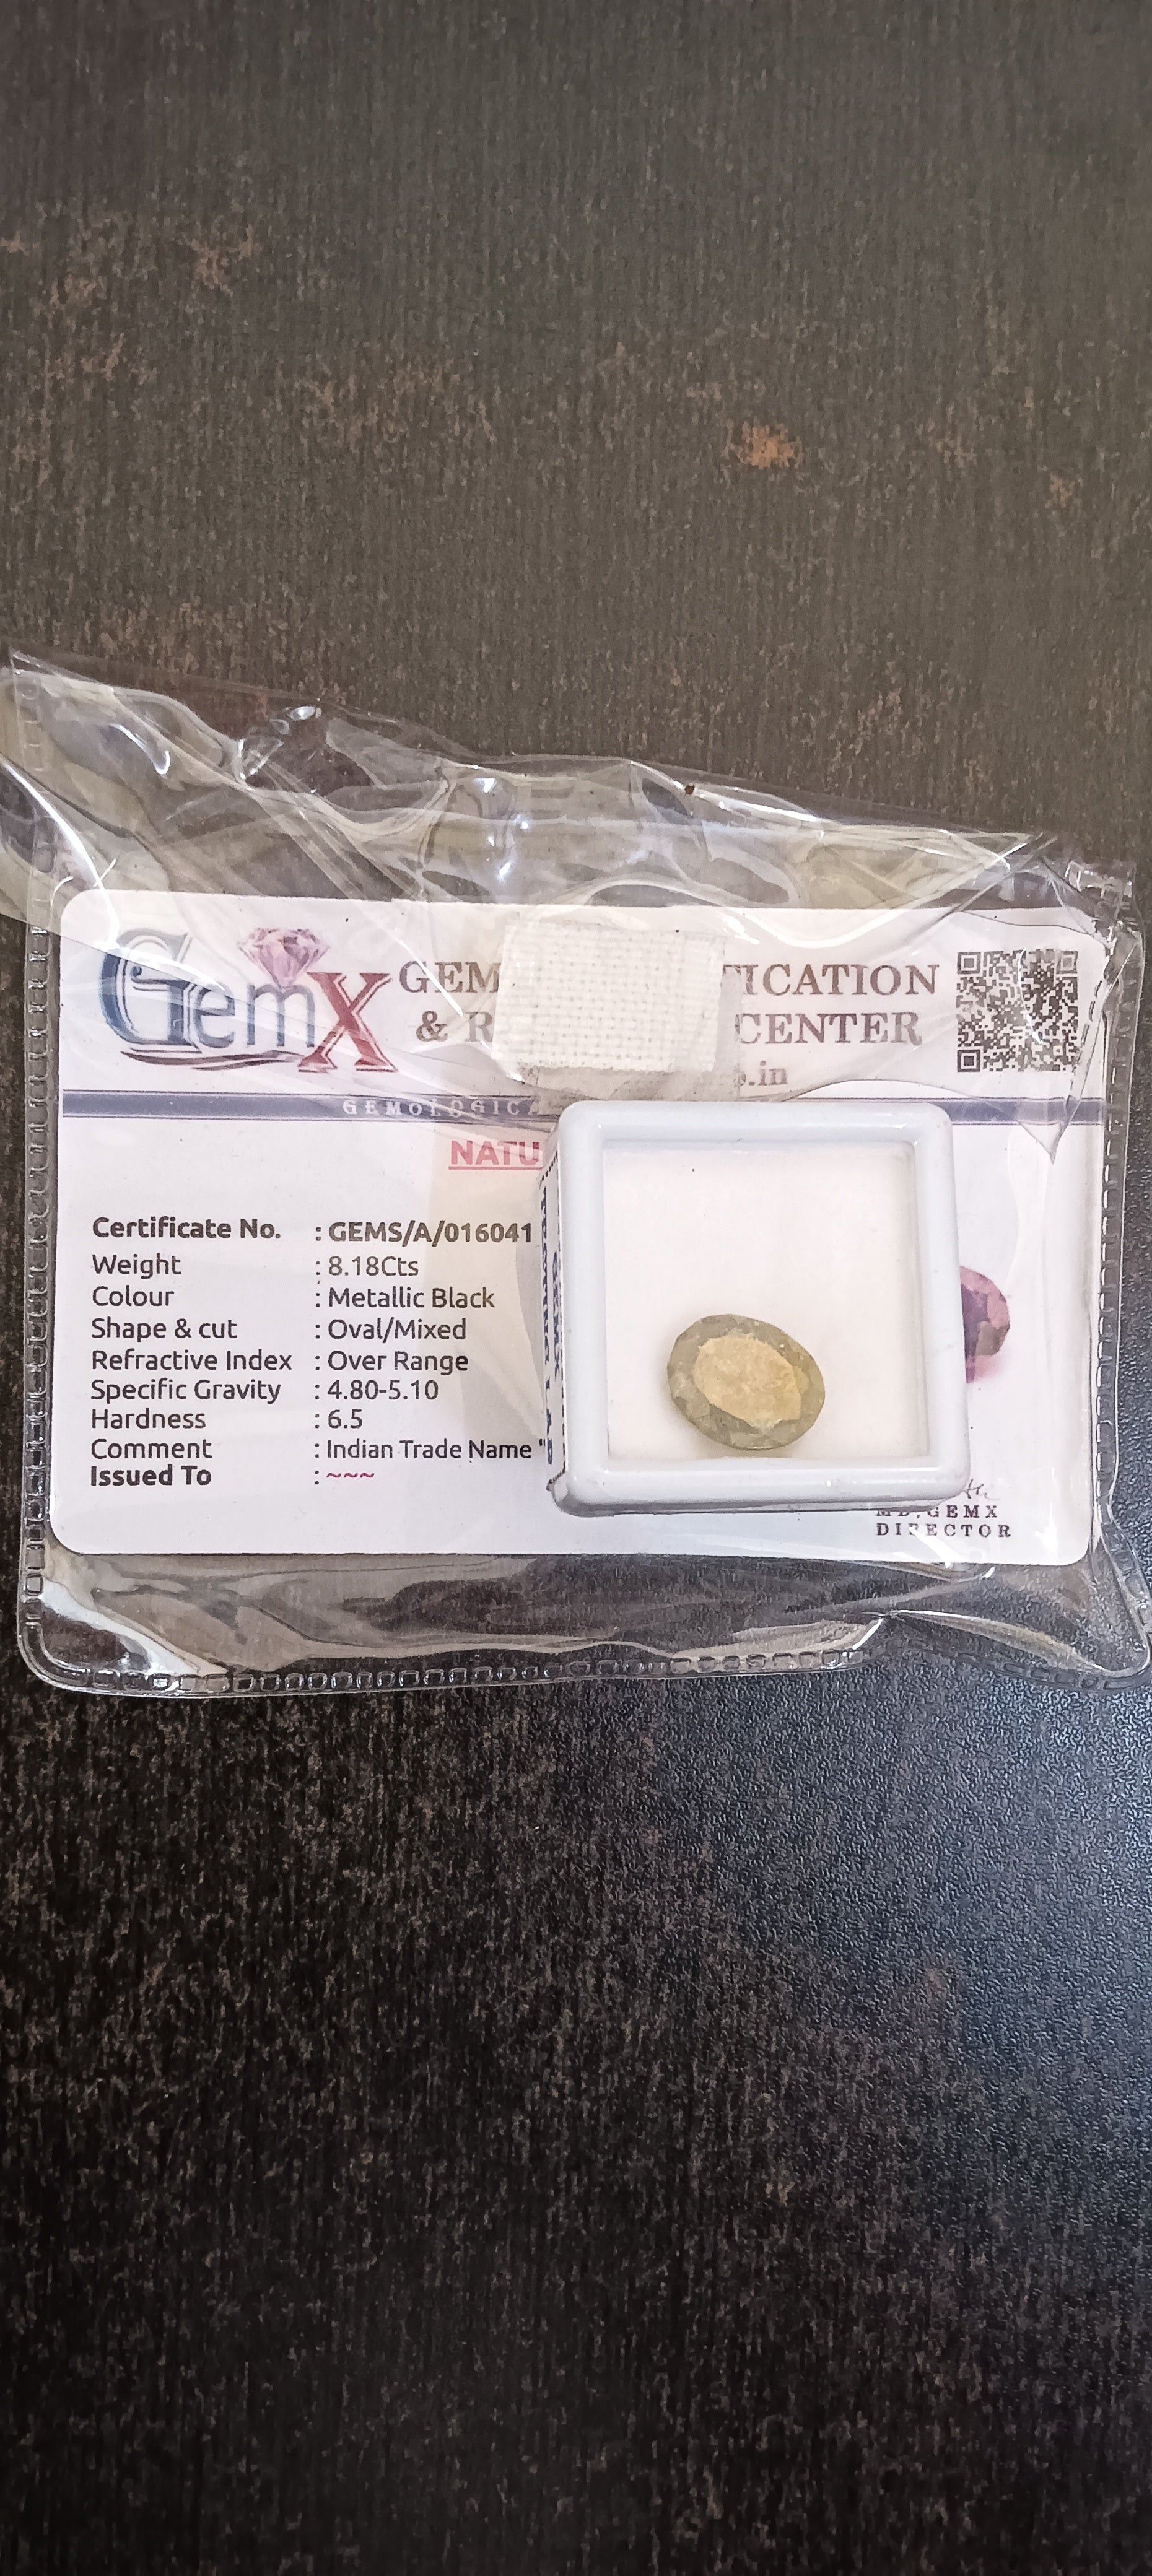 GemX
GEM TICATION
& R CENTER
.in
GEMOLOGICA
NATU
Certificate No. : GEMS/A/016041
Weight : 8.18Cts
Colour : Metallic Black
Shape & cut : Oval/Mixed
Refractive Index : Over Range
Specific Gravity : 4.80-5.10
Hardness : 6.5
Comment : Indian Trade Name "
Issued To : ~~~
MD,GEMX
DIRECTOR